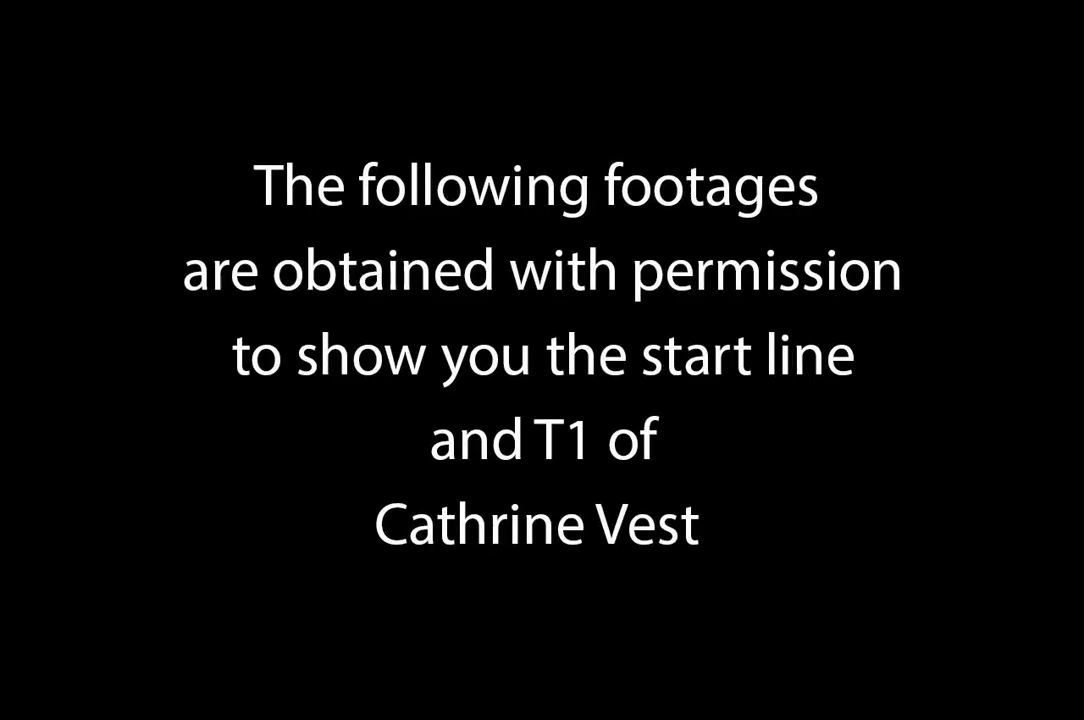 The following footages
are obtained with permission
to show you the start line
and T1 of
Cathrine Vest